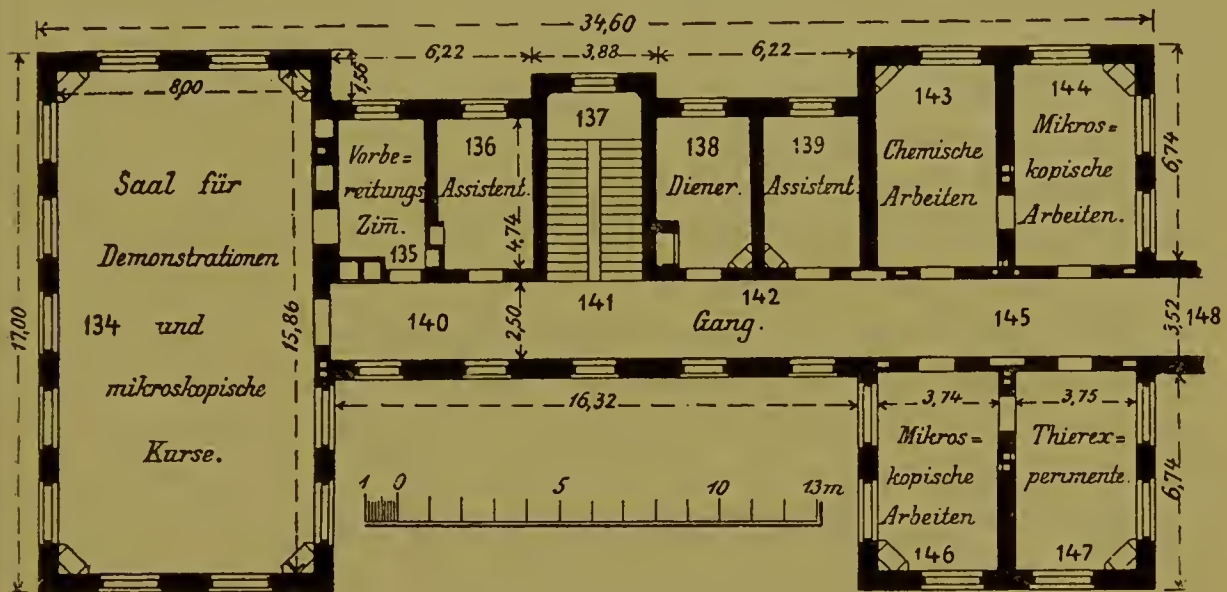 34,60
6,22
3,88
6,22
1,56
8,00
137
143
144
Vorbe=
reitungs
Zim.
135
136
Assistent.
4,74
138
Diener.
139
Assistent.
Chemische
Arbeiten
Mikros=
kopische
Arbeiten.
6,74
Saal für
Demonstrationen
134 und
mikroskopische
Kurse.
17,00
15,86
140
2,50
141
142
Gang.
145
3,52
148
16,32
3,74
3,75
Mikros=
kopische
Arbeiten
146
Thierex=
perimente.
147
6,74
1 0 5 10 13m